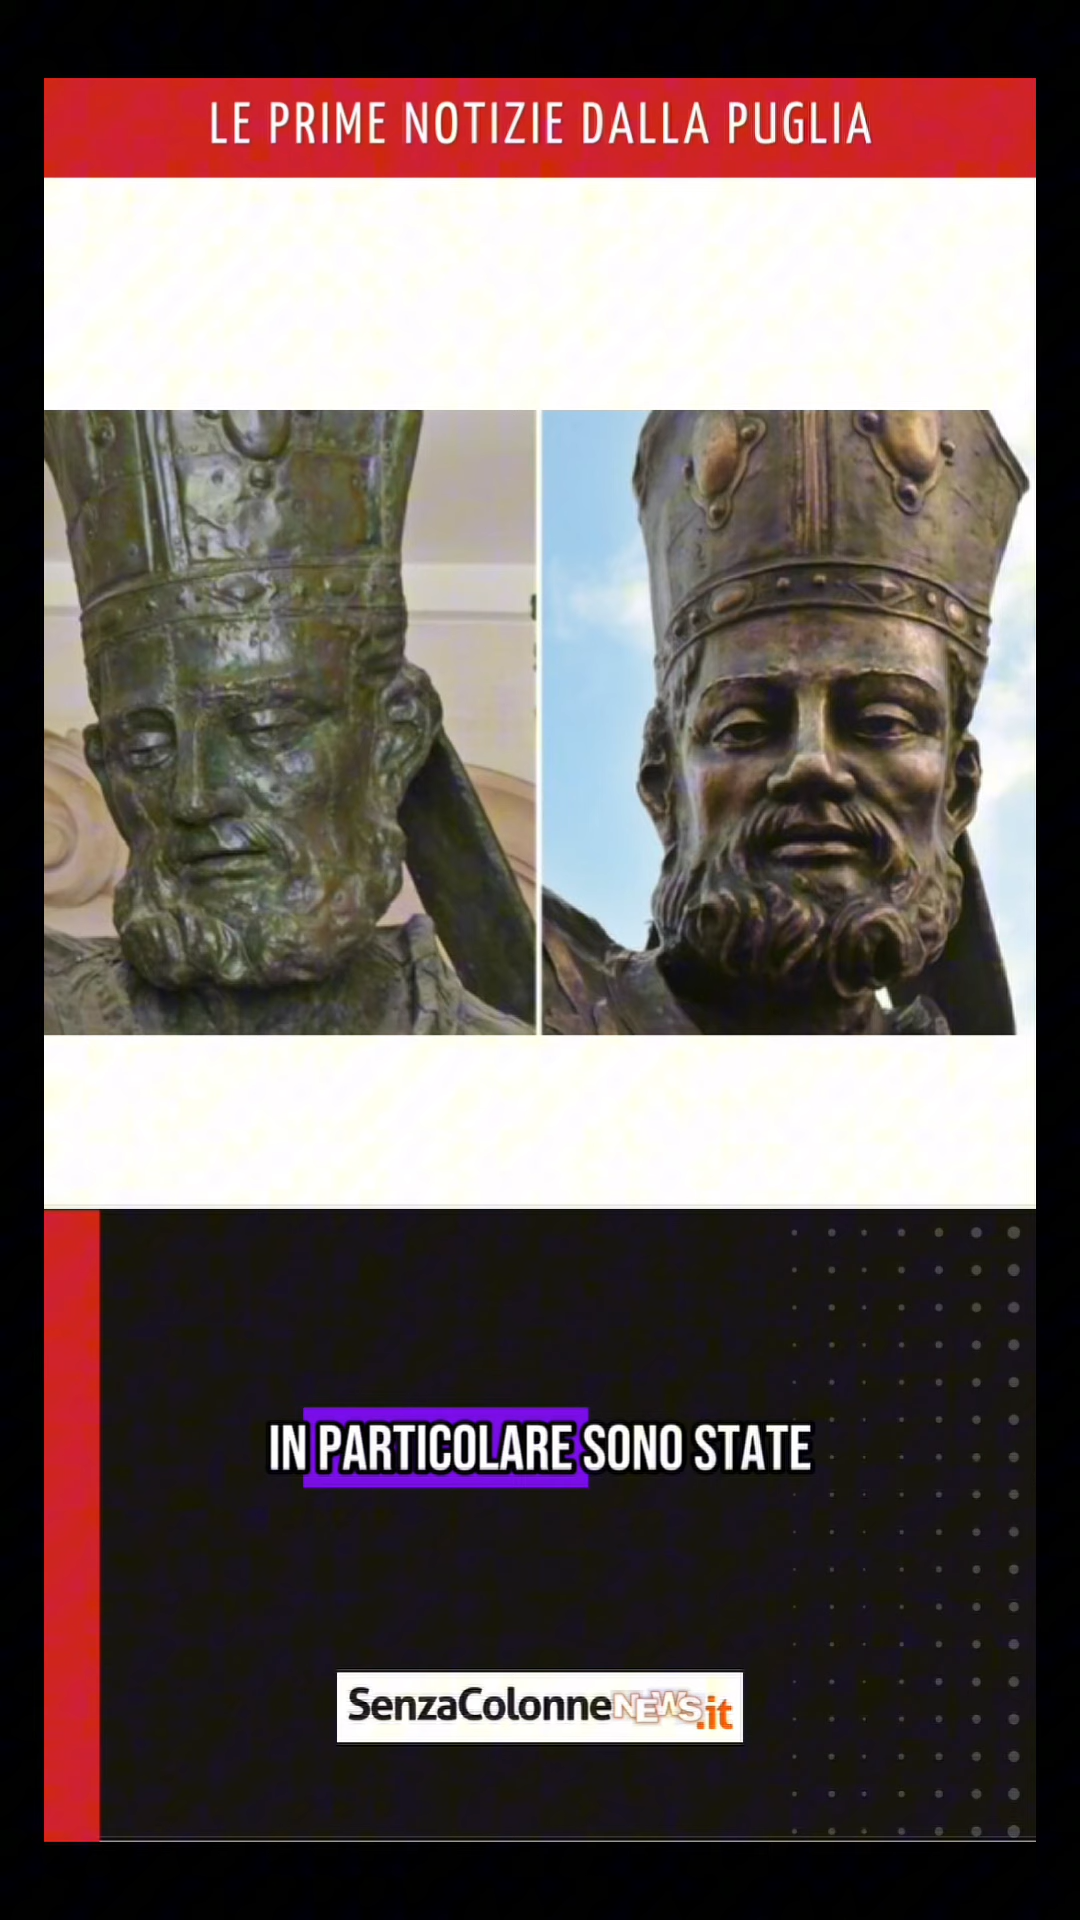 LE PRIME NOTIZIE DALLA PUGLIA
IN PARTICOLARE SONO STATE
SenzaColonneNEWS.it